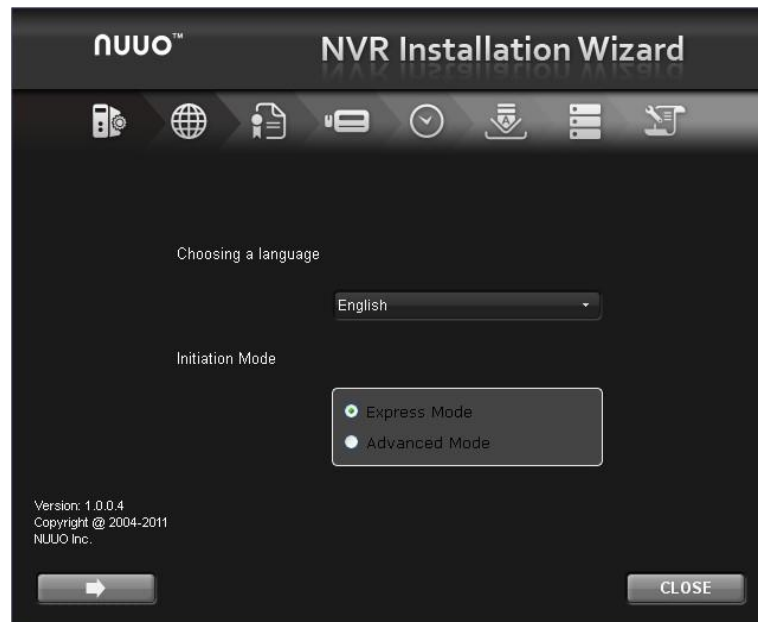 nuuo™
NVR Installation Wizard
Choosing a language
English
Initiation Mode
Express Mode
Advanced Mode
Version: 1.0.0.4
Copyright @ 2004-2011
NUUO Inc.
CLOSE